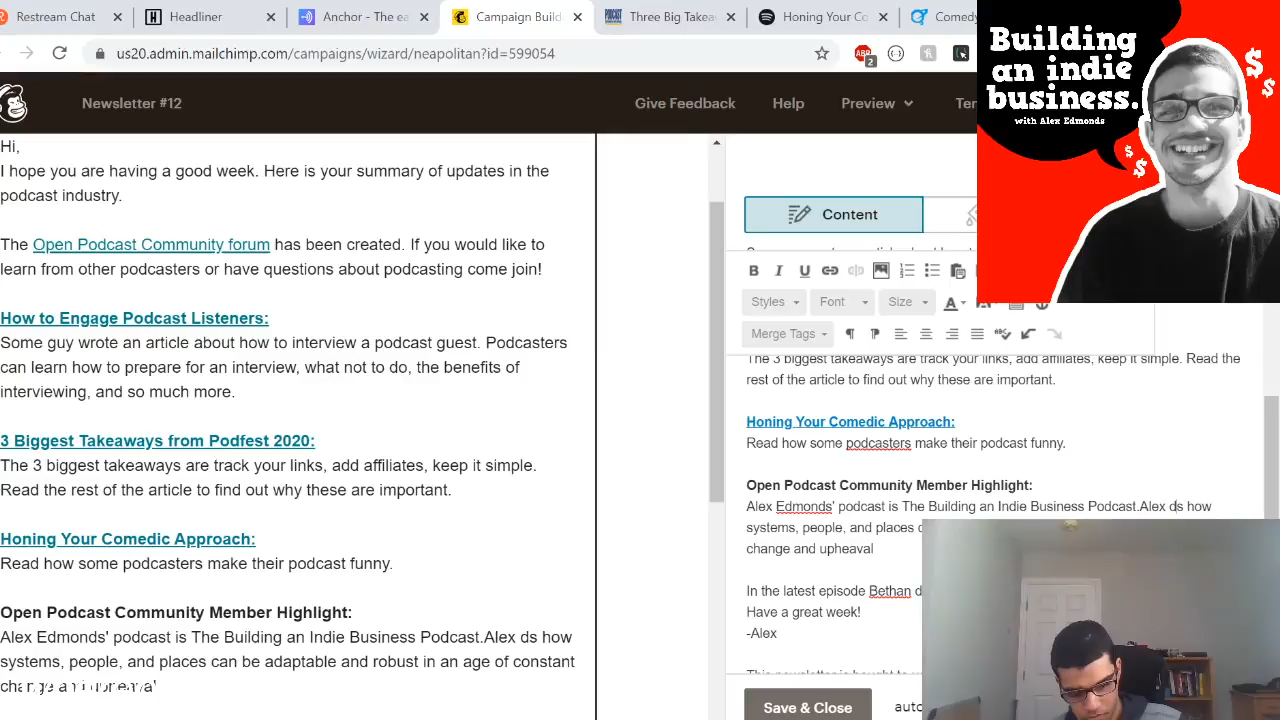 Restream Chat
Headliner
Anchor - The ea
Campaign Build
Three Big Takea
Honing Your Co
Comedy
us20.admin.mailchimp.com/campaigns/wizard/neapolitan?id=599054
2
Building
an indie
business.
with Alex Edmonds
Newsletter #12
Give Feedback
Help
Preview
Hi,
I hope you are having a good week. Here is your summary of updates in the
podcast industry.
The Open Podcast Community forum has been created. If you would like to
learn from other podcasters or have questions about podcasting come join!
How to Engage Podcast Listeners:
Some guy wrote an article about how to interview a podcast guest. Podcasters
can learn how to prepare for an interview, what not to do, the benefits of
interviewing, and so much more.
3 Biggest Takeaways from Podfest 2020:
The 3 biggest takeaways are track your links, add affiliates, keep it simple.
Read the rest of the article to find out why these are important.
Honing Your Comedic Approach:
Read how some podcasters make their podcast funny.
Open Podcast Community Member Highlight:
Alex Edmonds' podcast is The Building an Indie Business Podcast.Alex ds how
systems, people, and places can be adaptable and robust in an age of constant
change and upheaval
Content
B I U
Styles
Font
Size
A
Merge Tags
The 3 biggest takeaways are track your links, add affiliates, keep it simple. Read the
rest of the article to find out why these are important.
Honing Your Comedic Approach:
Read how some podcasters make their podcast funny.
Open Podcast Community Member Highlight:
Alex Edmonds' podcast is The Building an Indie Business Podcast.Alex ds how
systems, people, and places
change and upheaval
In the latest episode Bethan
Have a great week!
-Alex
Save & Close